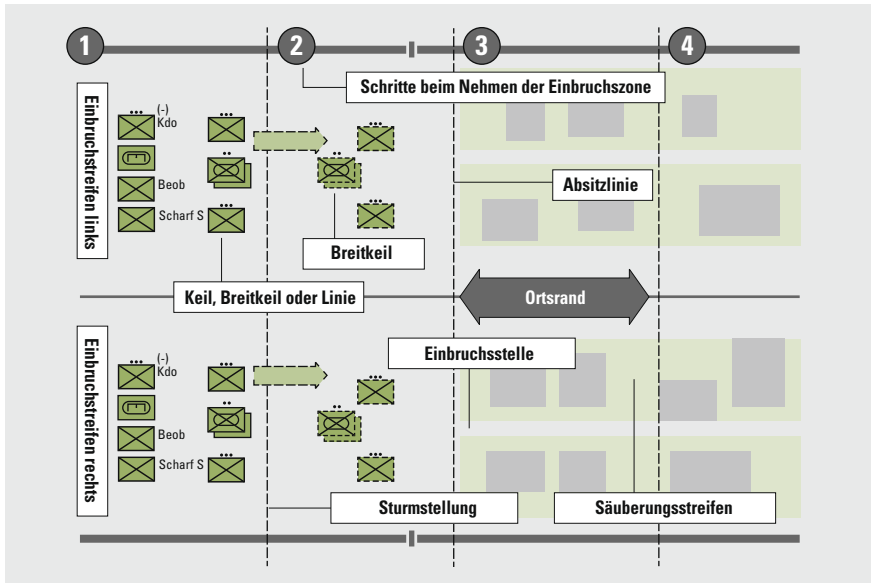 1
2
3
4
Schritte beim Nehmen der Einbruchszone
Einbruchstreifen links
(-)
Kdo
Beob
Scharf S
Absitzlinie
Breitkeil
Keil, Breitkeil oder Linie
Ortsrand
Einbruchstreifen rechts
(-)
Kdo
Beob
Scharf S
Einbruchsstelle
Sturmstellung
Säuberungsstreifen